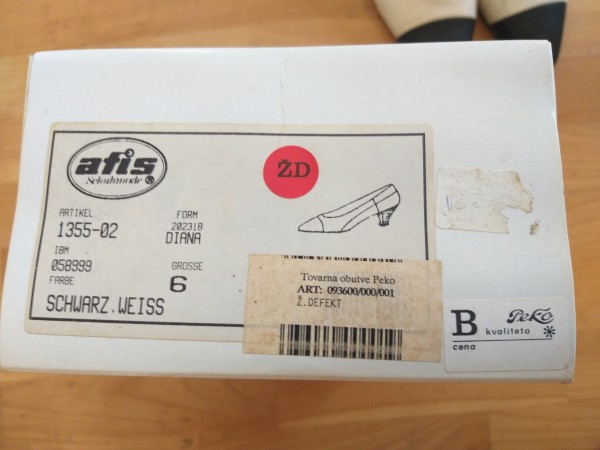 afis
Schuhmode ®
ŽD
ARTIKEL
1355-02
FORM
202318
DIANA
IBM
058999
GRÖSSE
6
FARBE
SCHWARZ.WEISS
Tovarna obutve Peko
ART: 093600/000/001
Ž.DEFEKT
B Peko
kvaliteta *
cena